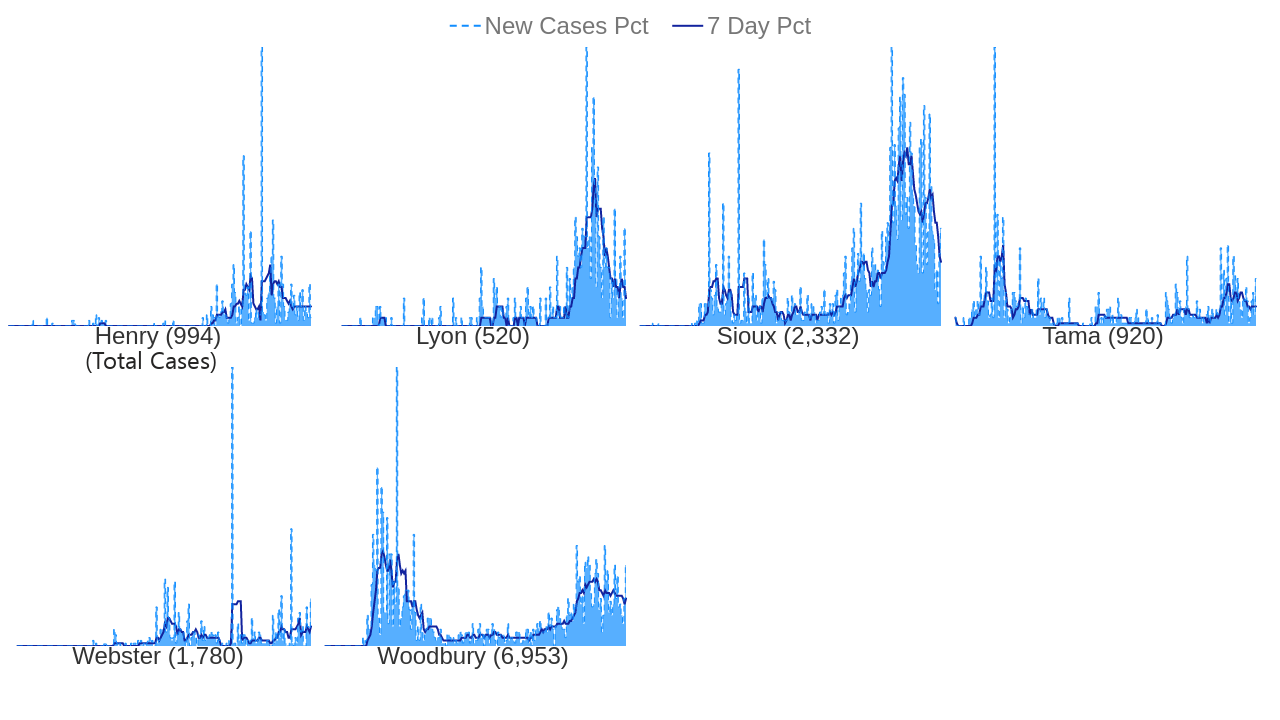 New Cases Pct 7 Day Pct
Henry (994) Lyon (520) Sioux (2,332) Tama (920)
(Total Cases)
Webster (1,780) Woodbury (6,953)